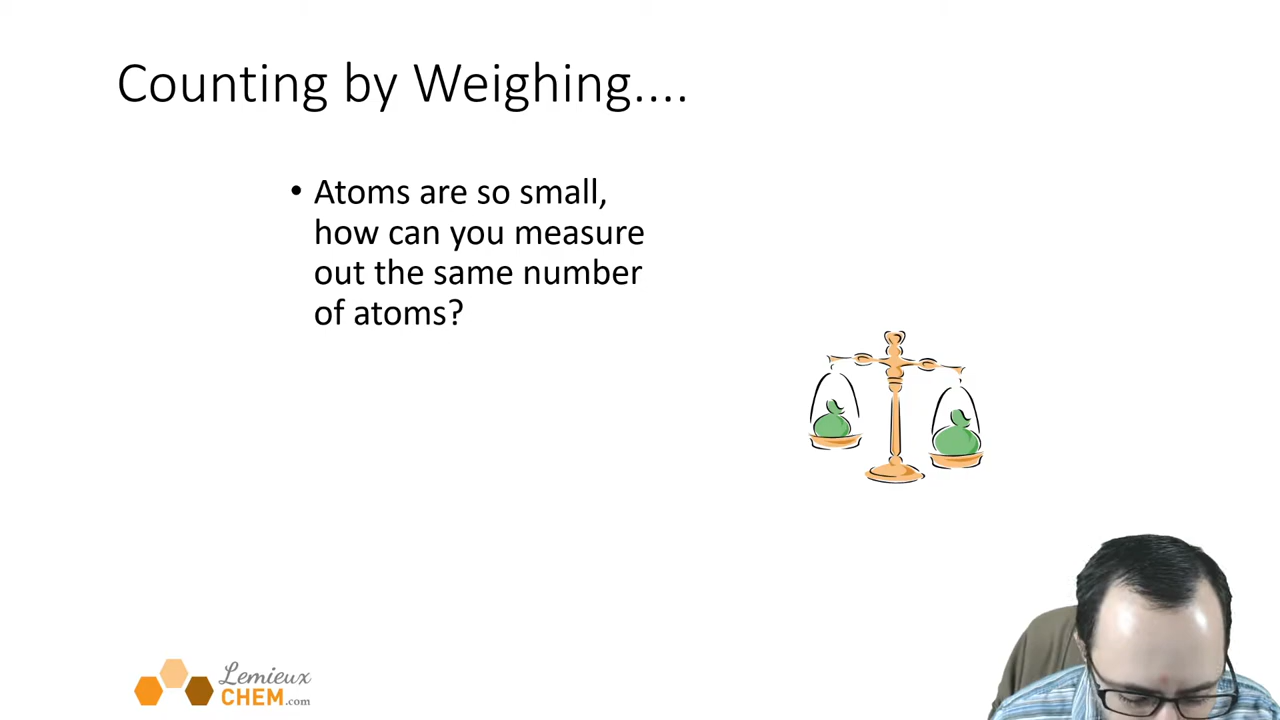 Counting by Weighing....
• Atoms are so small,
how can you measure
out the same number
of atoms?
Lemieux
CHEM.com